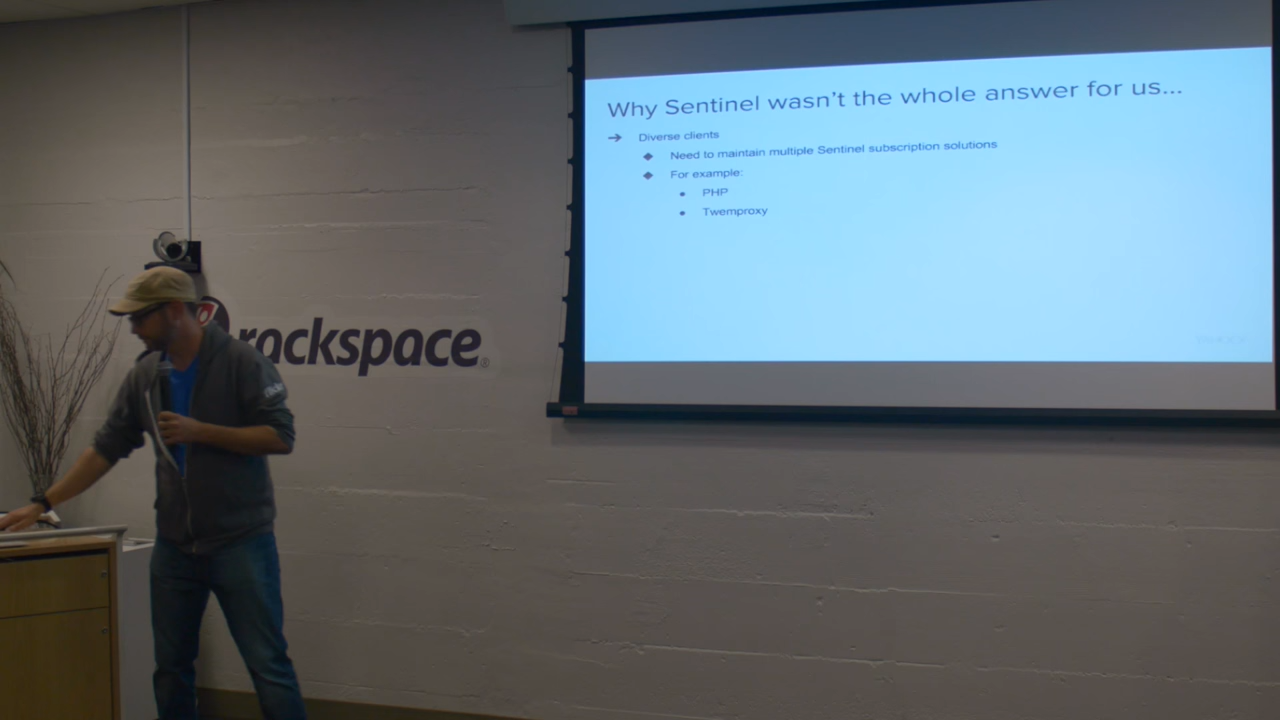 Why Sentinel wasn't the whole answer for us...
➔ Diverse clients
◆ Need to maintain multiple Sentinel subscription solutions
◆ For example:
● PHP
● Twemproxy
rackspace®